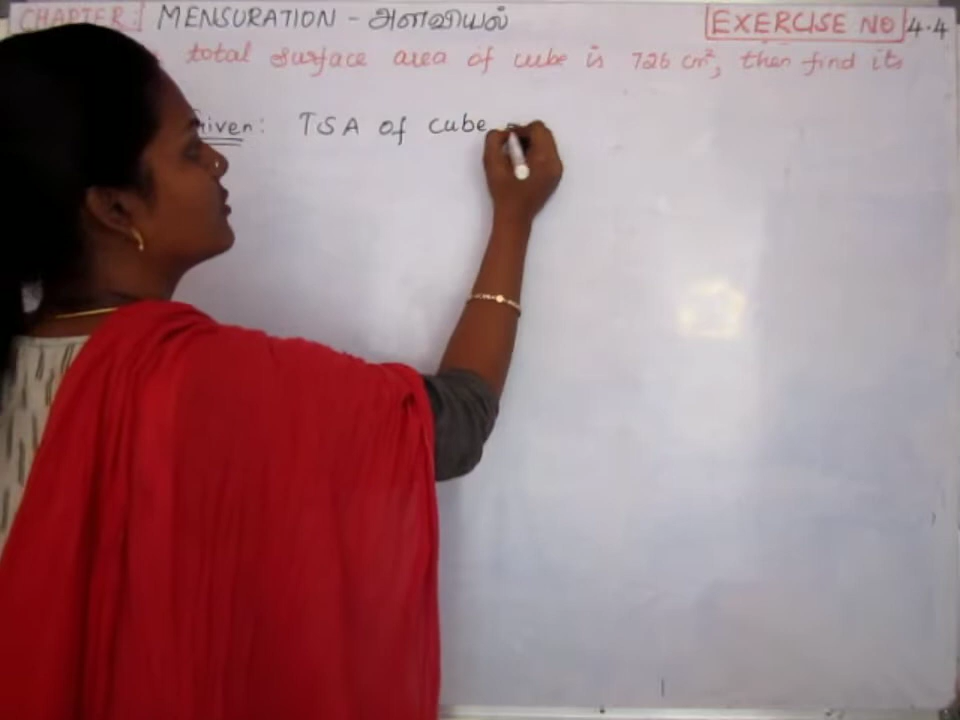 CHAPTER: MENSURATION - அளவியல் EXERCISE NO 4.4
total surface area of cube is 726 cm², then find its
Given: TSA of cube =